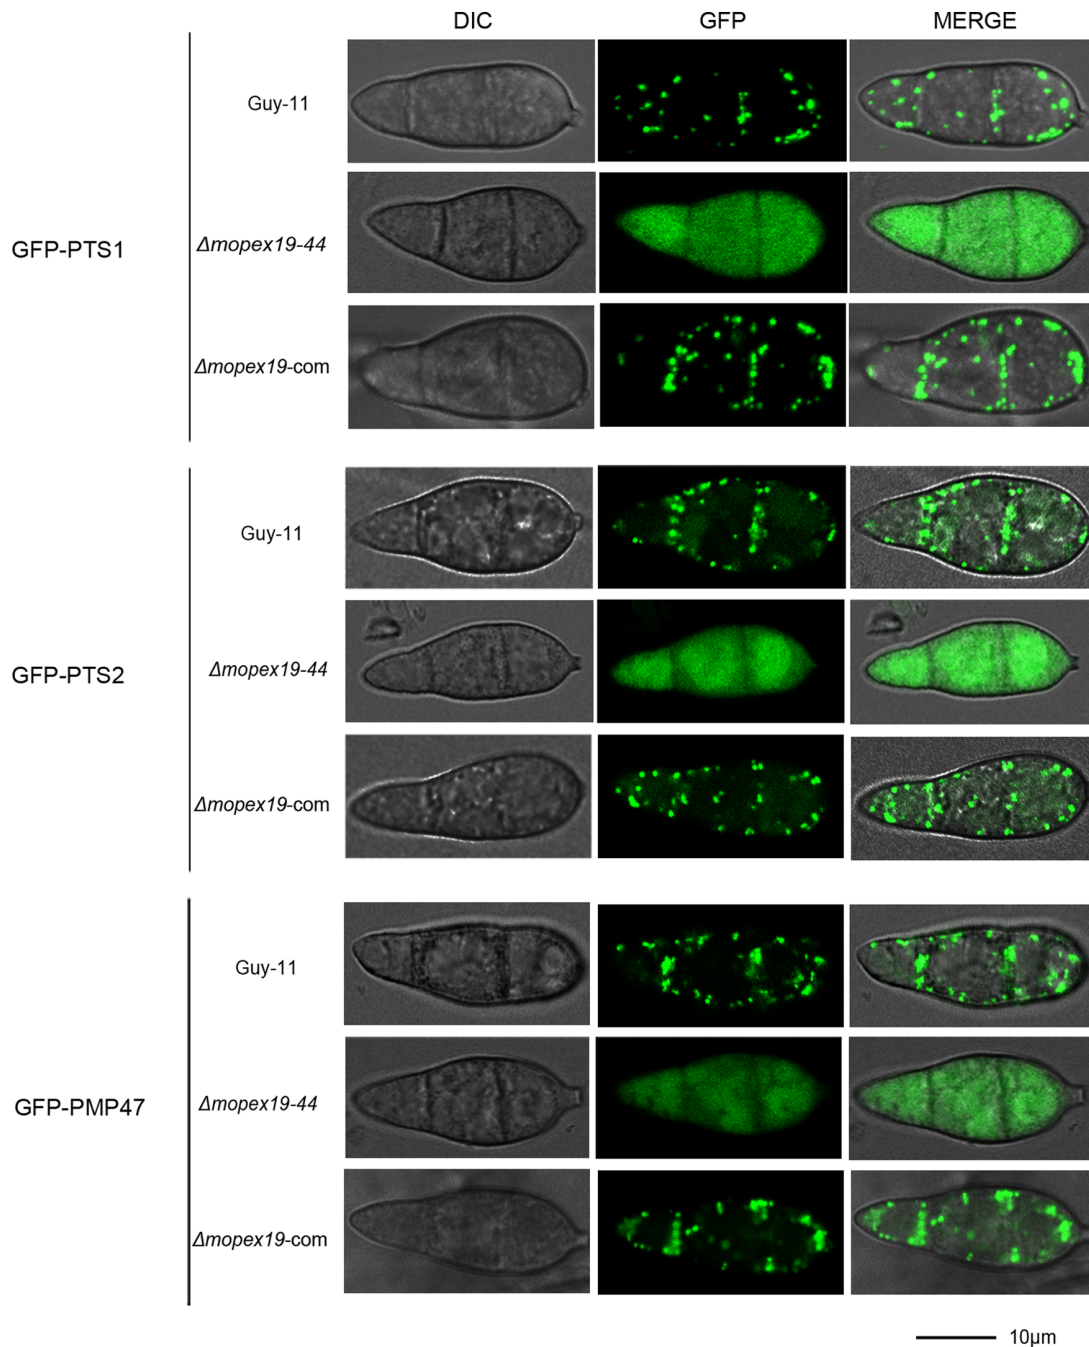 DIC GFP MERGE
Guy-11
GFP-PTS1
Δmopex19-44
Δmopex19-com
Guy-11
GFP-PTS2
Δmopex19-44
Δmopex19-com
Guy-11
GFP-PMP47
Δmopex19-44
Δmopex19-com
10μm